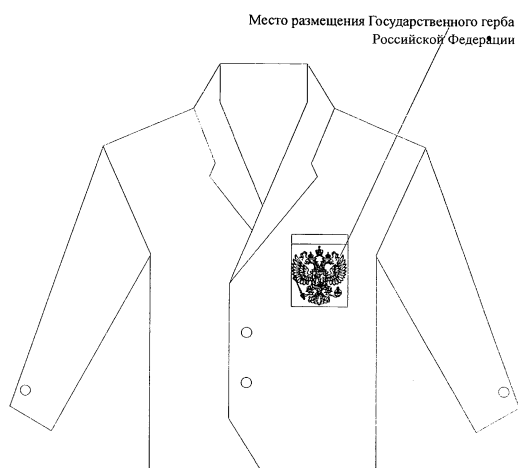 Место размещения Государственного герба
Российской Федерации